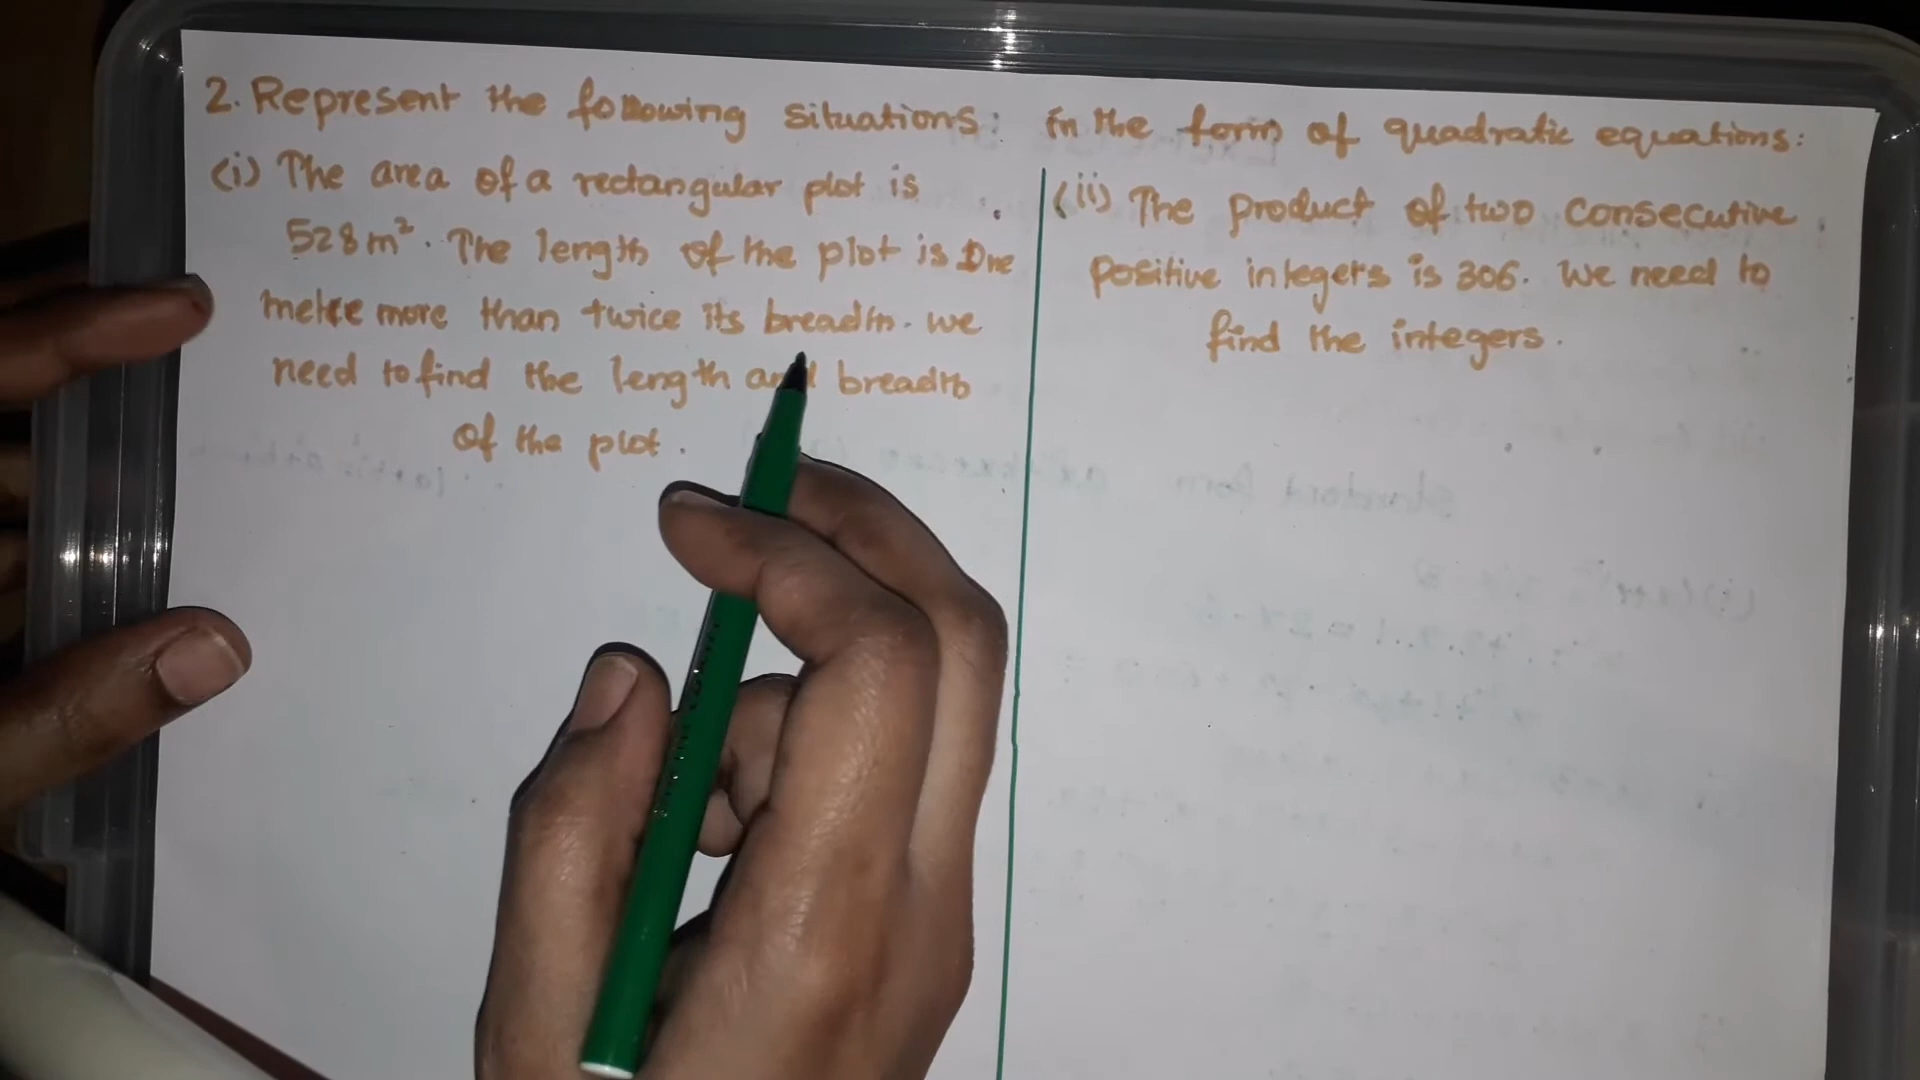 2. Represent the following situations: in the form of quadratic equations:
(i) The area of a rectangular plot is
528m². The length of the plot is One
metre more than twice its breadth. we
need to find the length and breadth
of the plot.
(ii) The product of two consecutive
positive integers is 306. We need to
find the integers.